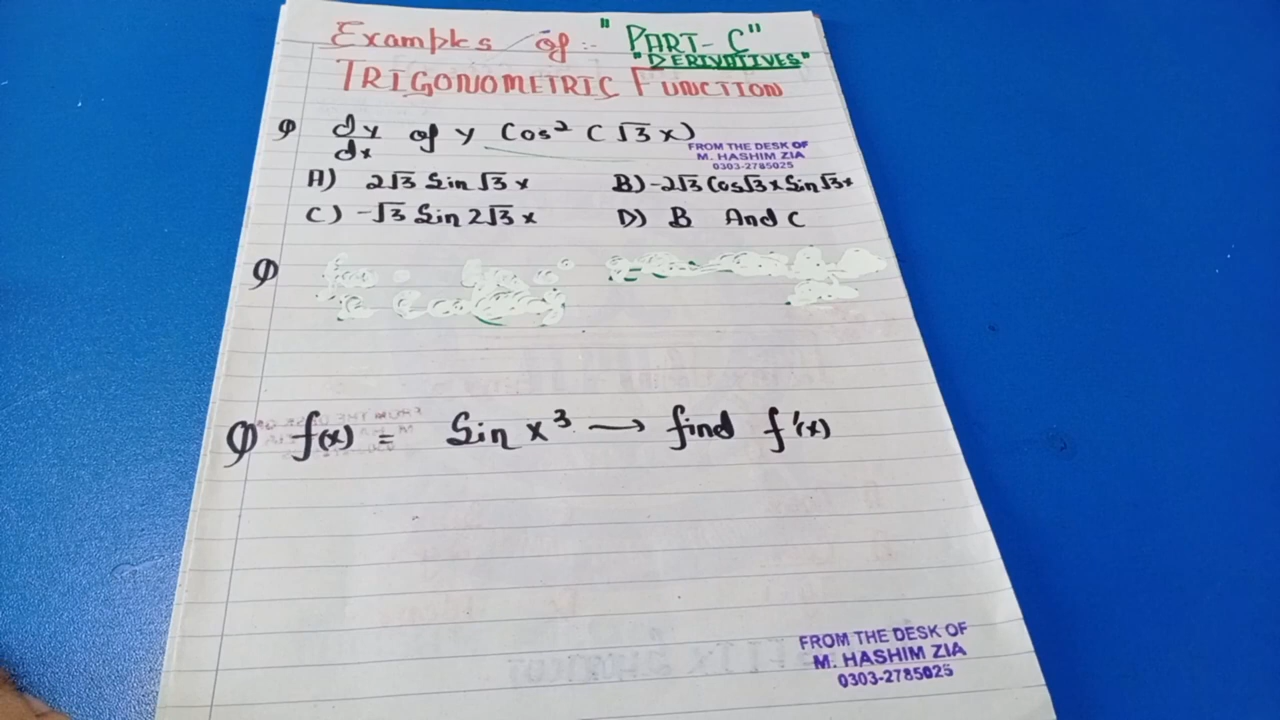 Examples of :- "PART-C"
"DERIVATIVES"
TRIGONOMETRIC FUNCTION
Q dy/dx of y Cos² (√3 x)
FROM THE DESK OF
M. HASHIM ZIA
0303-2785025
A) 2√3 Sin √3 x B) -2√3 Cos√3 x Sin √3x
C) -√3 Sin 2√3 x D) B And C
Q
Q f(x) = Sin x³ → find f'(x)
FROM THE DESK OF
M. HASHIM ZIA
0303-2785025